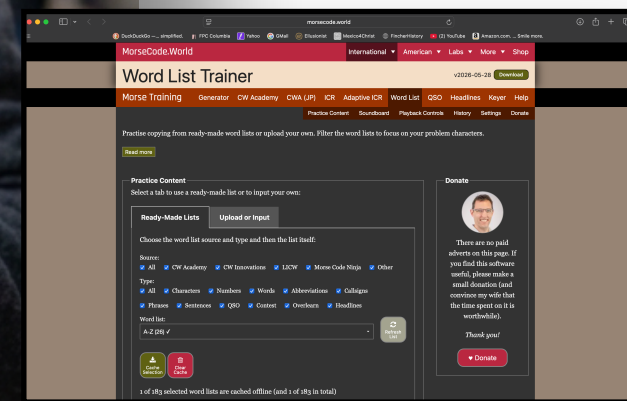 morsecode.world
DuckDuckGo —... simplified. FPC Columbia Yahoo GMail Ellusionist Mexico4Christ FincherHistory (2) YouTube Amazon.com, ... Smile more.
MorseCode.World International ▼ American ▼ Labs ▼ More ▼ Shop
Word List Trainer v2026-05-28 Download
Morse Training Generator CW Academy CWA (JP) ICR Adaptive ICR Word List QSO Headlines Keyer Help
Practice Content Soundboard Playback Controls History Settings Donate
Practise copying from ready-made word lists or upload your own. Filter the word lists to focus on your problem characters.
Read more
Practice Content
Select a tab to use a ready-made list or to input your own:
Ready-Made Lists Upload or Input
Choose the word list source and type and then the list itself:
Source:
All CW Academy CW Innovations LICW Morse Code Ninja Other
Type:
All Characters Numbers Words Abbreviations Callsigns
Phrases Sentences QSO Contest Overlearn Headlines
Word list:
A-Z (26) ✓
Refresh
List
Cache
Selection
Clear
Cache
1 of 183 selected word lists are cached offline (and 1 of 183 in total)
Donate
There are no paid
adverts on this page. If
you find this software
useful, please make a
small donation (and
convince my wife that
the time spent on it is
worthwhile).
Thank you!
♥ Donate